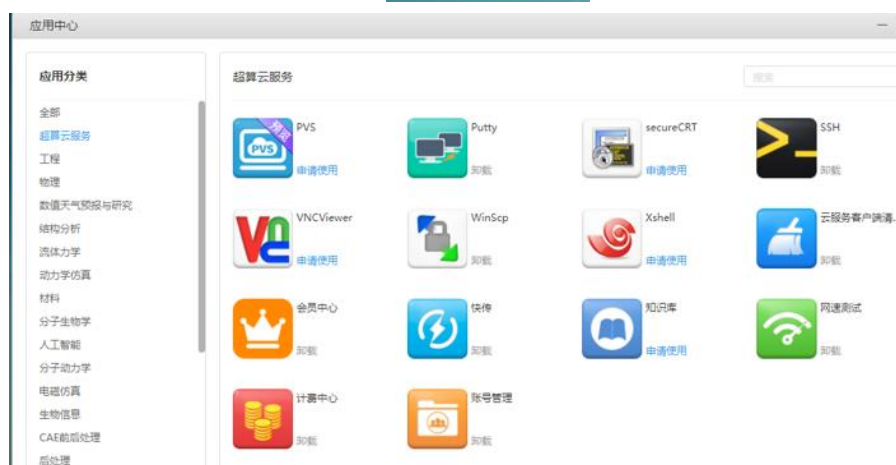 应用中心
应用分类
全部
超算云服务
工程
物理
数值天气预报与研究
结构分析
流体力学
动力学仿真
材料
分子生物学
人工智能
分子动力学
电磁仿真
生物信息
CAE前后处理
后处理
超算云服务
搜索
预览
PVS
PVS
申请使用
Putty
卸载
secureCRT
申请使用
SSH
卸载
VNCViewer
申请使用
WinScp
卸载
Xshell
申请使用
云服务客户端清..
卸载
会员中心
卸载
快传
卸载
知识库
申请使用
网速测试
卸载
计费中心
卸载
账号管理
卸载